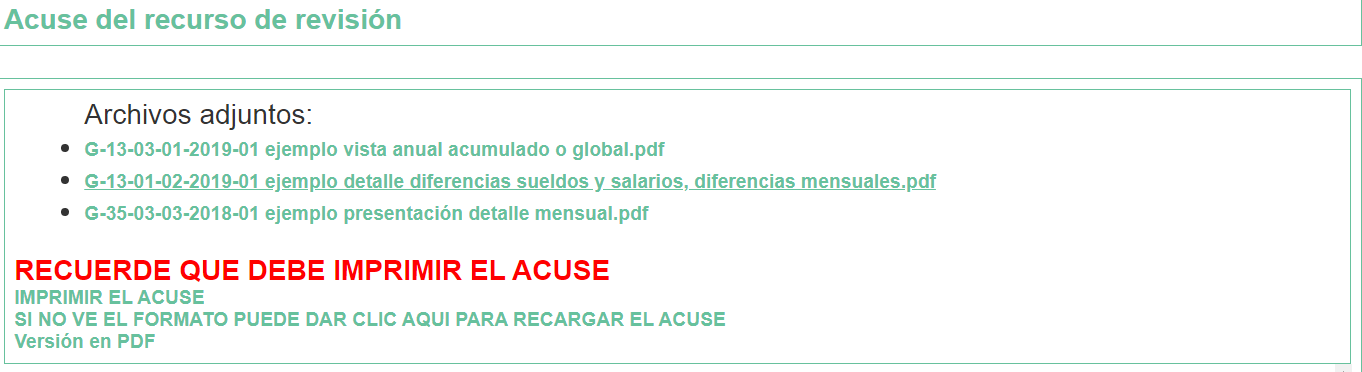 Acuse del recurso de revisión
Archivos adjuntos:
G-13-03-01-2019-01 ejemplo vista anual acumulado o global.pdf
G-13-01-02-2019-01 ejemplo detalle diferencias sueldos y salarios, diferencias mensuales.pdf
G-35-03-03-2018-01 ejemplo presentación detalle mensual.pdf
RECUERDE QUE DEBE IMPRIMIR EL ACUSE
IMPRIMIR EL ACUSE
SI NO VE EL FORMATO PUEDE DAR CLIC AQUI PARA RECARGAR EL ACUSE
Versión en PDF